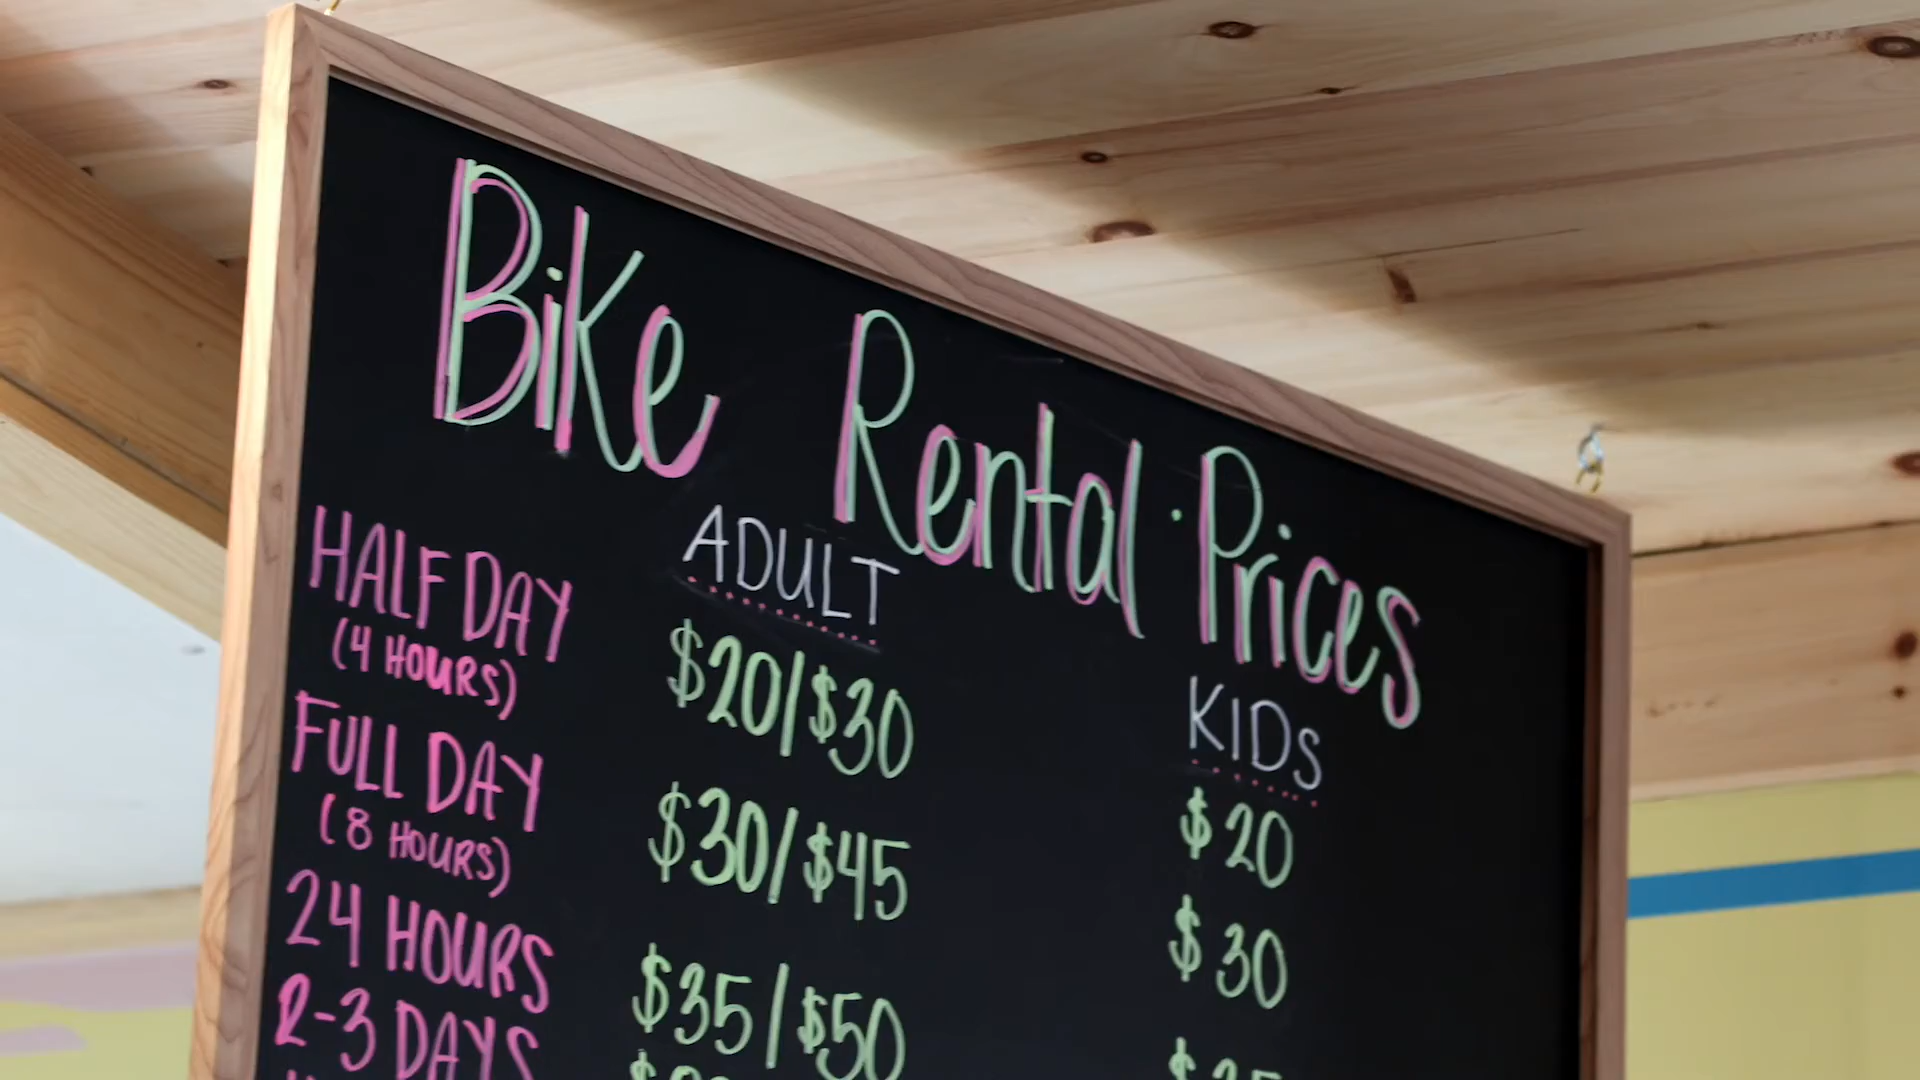 Bike Rental · Prices
ADULT KIDS
HALF DAY $20/$30 $20
(4 HOURS)
FULL DAY $30/$45 $30
(8 HOURS)
24 HOURS $35/$50
2-3 DAYS